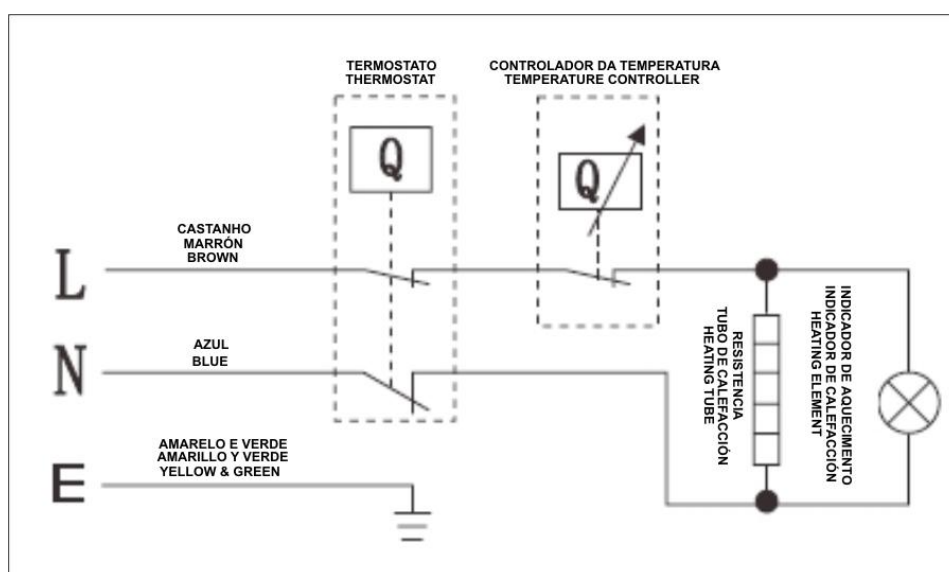 TERMOSTATO
THERMOSTAT
CONTROLADOR DA TEMPERATURA
TEMPERATURE CONTROLLER
Q
Q
CASTANHO
MARRÓN
BROWN
L
AZUL
BLUE
N
AMARELO E VERDE
AMARILLO Y VERDE
YELLOW & GREEN
E
RESISTENCIA
TUBO DE CALEFACCIÓN
HEATING TUBE
INDICADOR DE AQUECIMENTO
INDICADOR DE CALEFACCIÓN
HEATING ELEMENT